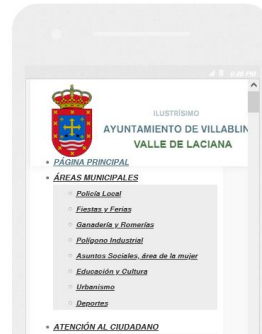 ILUSTRÍSIMO
AYUNTAMIENTO DE VILLABLIN
VALLE DE LACIANA
PÁGINA PRINCIPAL
ÁREAS MUNICIPALES
Policía Local
Fiestas y Ferias
Ganadería y Romerías
Polígono Industrial
Asuntos Sociales, área de la mujer
Educación y Cultura
Urbanismo
Deportes
ATENCIÓN AL CIUDADANO